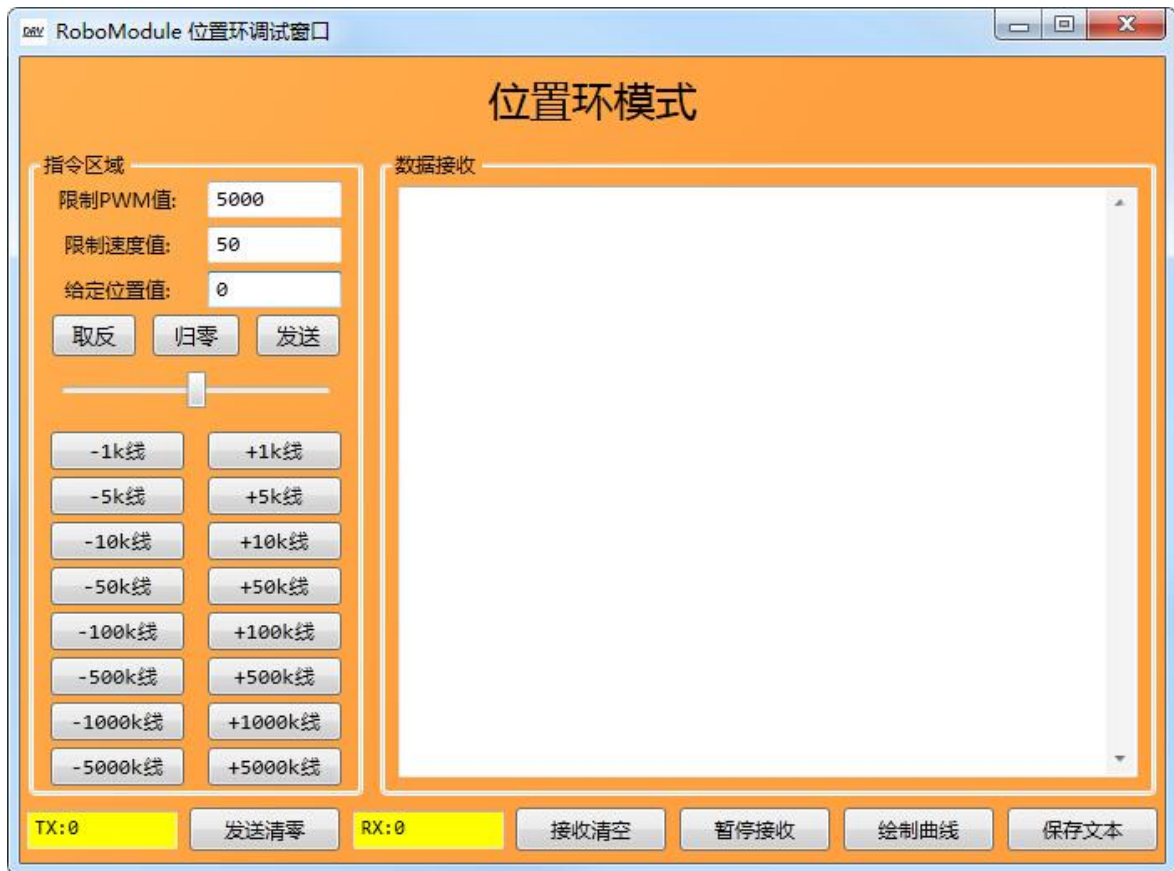 DRV RoboModule 位置环调试窗口
位置环模式
指令区域
限制PWM值: 5000
限制速度值: 50
给定位置值: 0
取反 归零 发送
-1k线 +1k线
-5k线 +5k线
-10k线 +10k线
-50k线 +50k线
-100k线 +100k线
-500k线 +500k线
-1000k线 +1000k线
-5000k线 +5000k线
数据接收
TX:0 发送清零 RX:0 接收清空 暂停接收 绘制曲线 保存文本